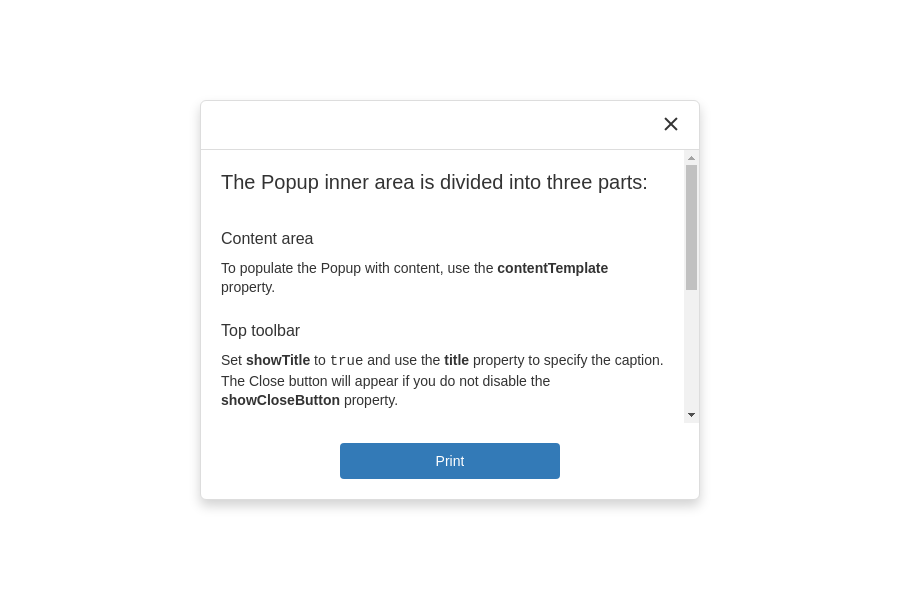 The Popup inner area is divided into three parts:
Content area
To populate the Popup with content, use the contentTemplate
property.
Top toolbar
Set showTitle to true and use the title property to specify the caption.
The Close button will appear if you do not disable the
showCloseButton property.
Print